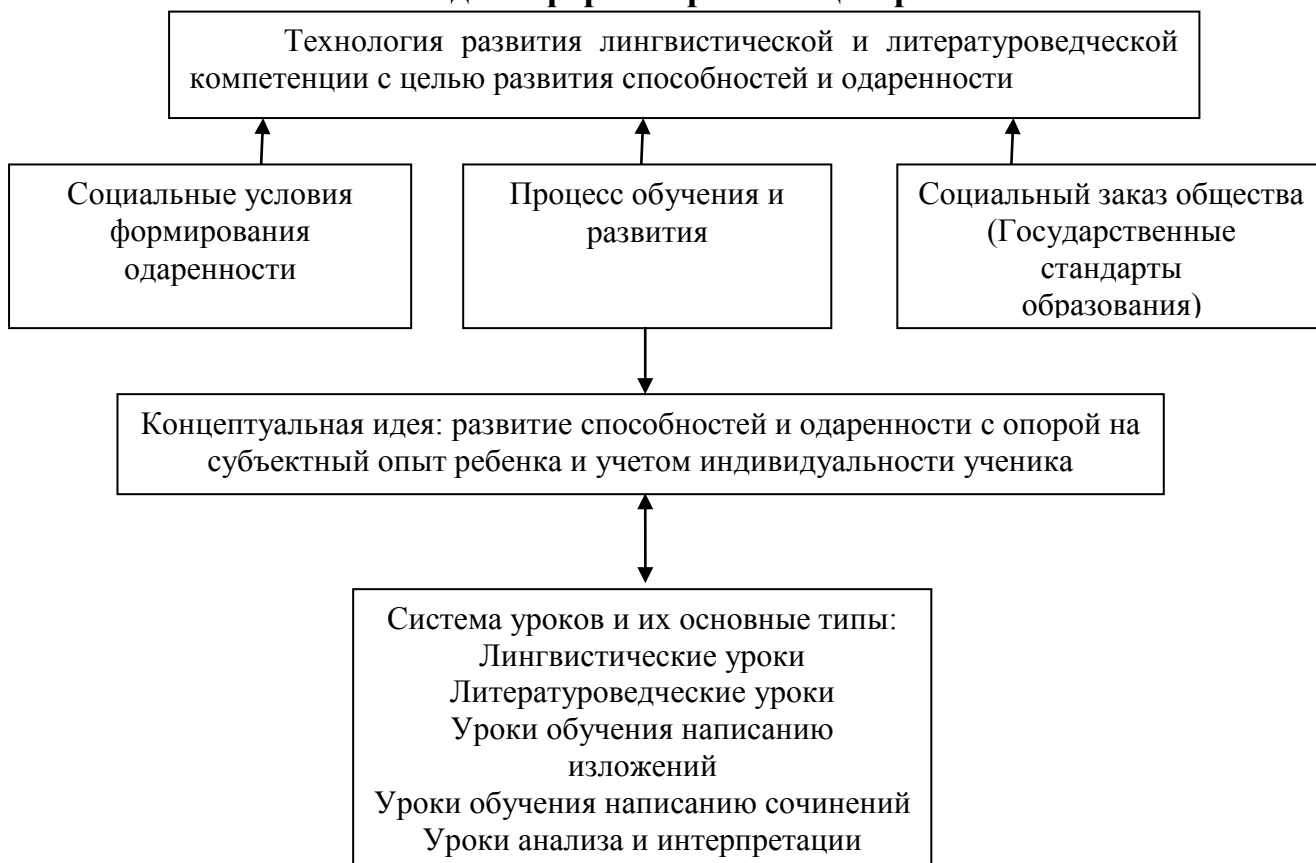 Технология развития лингвистической и литературоведческой
компетенции с целью развития способностей и одаренности
Социальные условия
формирования
одаренности
Процесс обучения и
развития
Социальный заказ общества
(Государственные
стандарты
образования)
Концептуальная идея: развитие способностей и одаренности с опорой на
субъектный опыт ребенка и учетом индивидуальности ученика
Система уроков и их основные типы:
Лингвистические уроки
Литературоведческие уроки
Уроки обучения написанию
изложений
Уроки обучения написанию сочинений
Уроки анализа и интерпретации